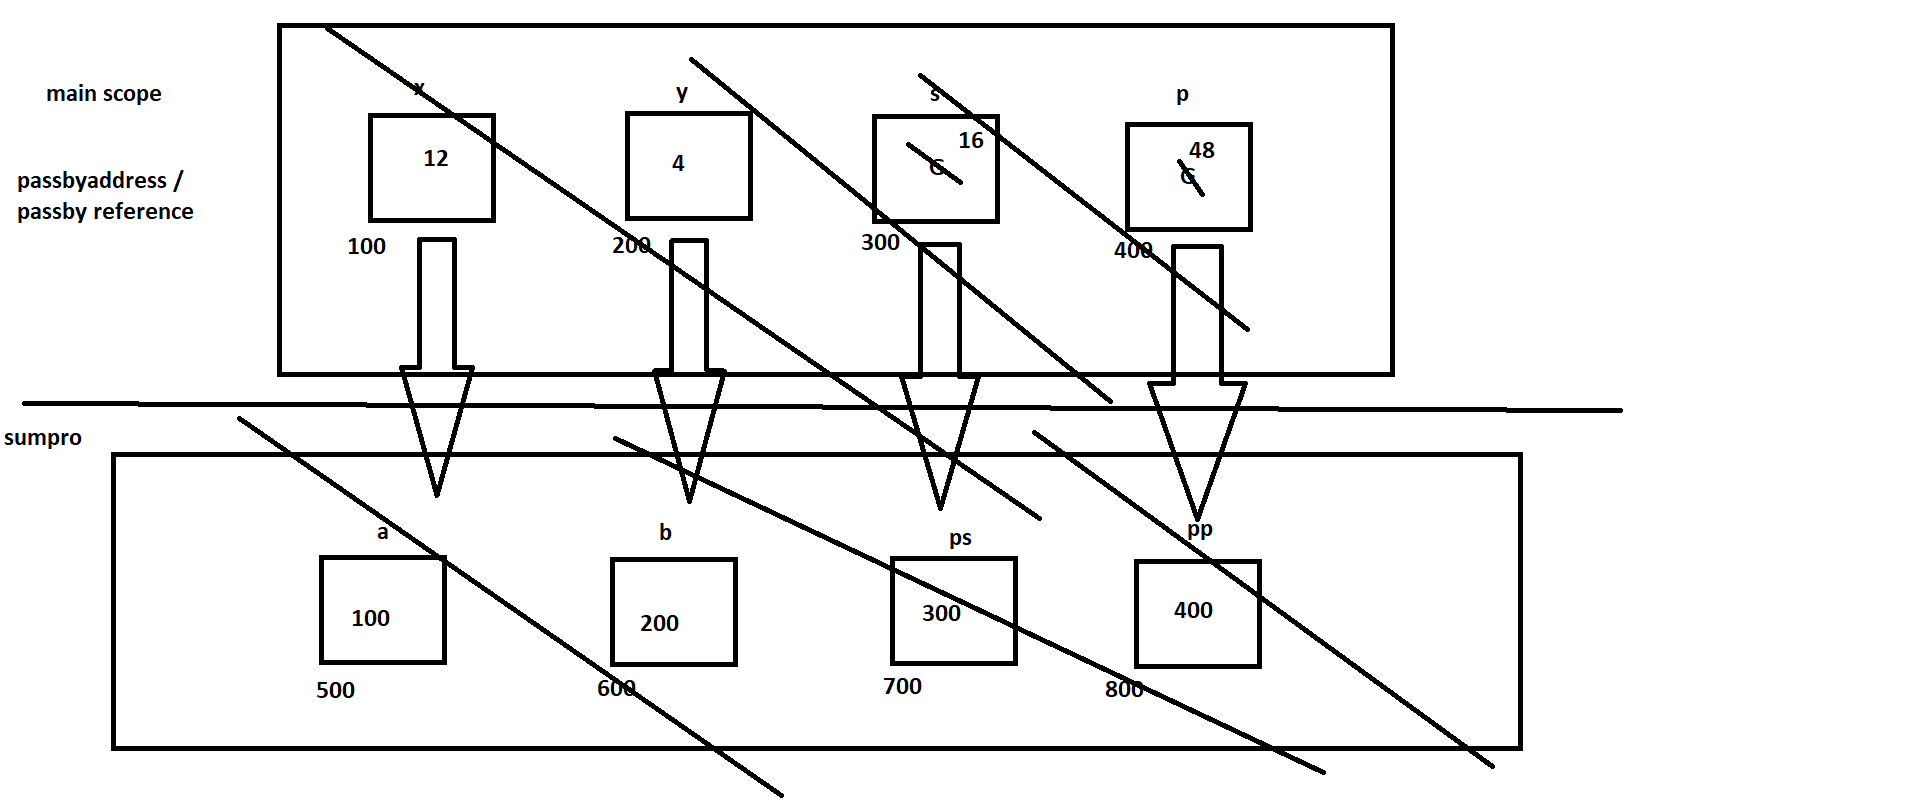 main scope
passbyaddress /
passby reference
x
y
s
p
12
4
16
G
48
G
100
200
300
400
sumpro
a
b
ps
pp
100
200
300
400
500
600
700
800